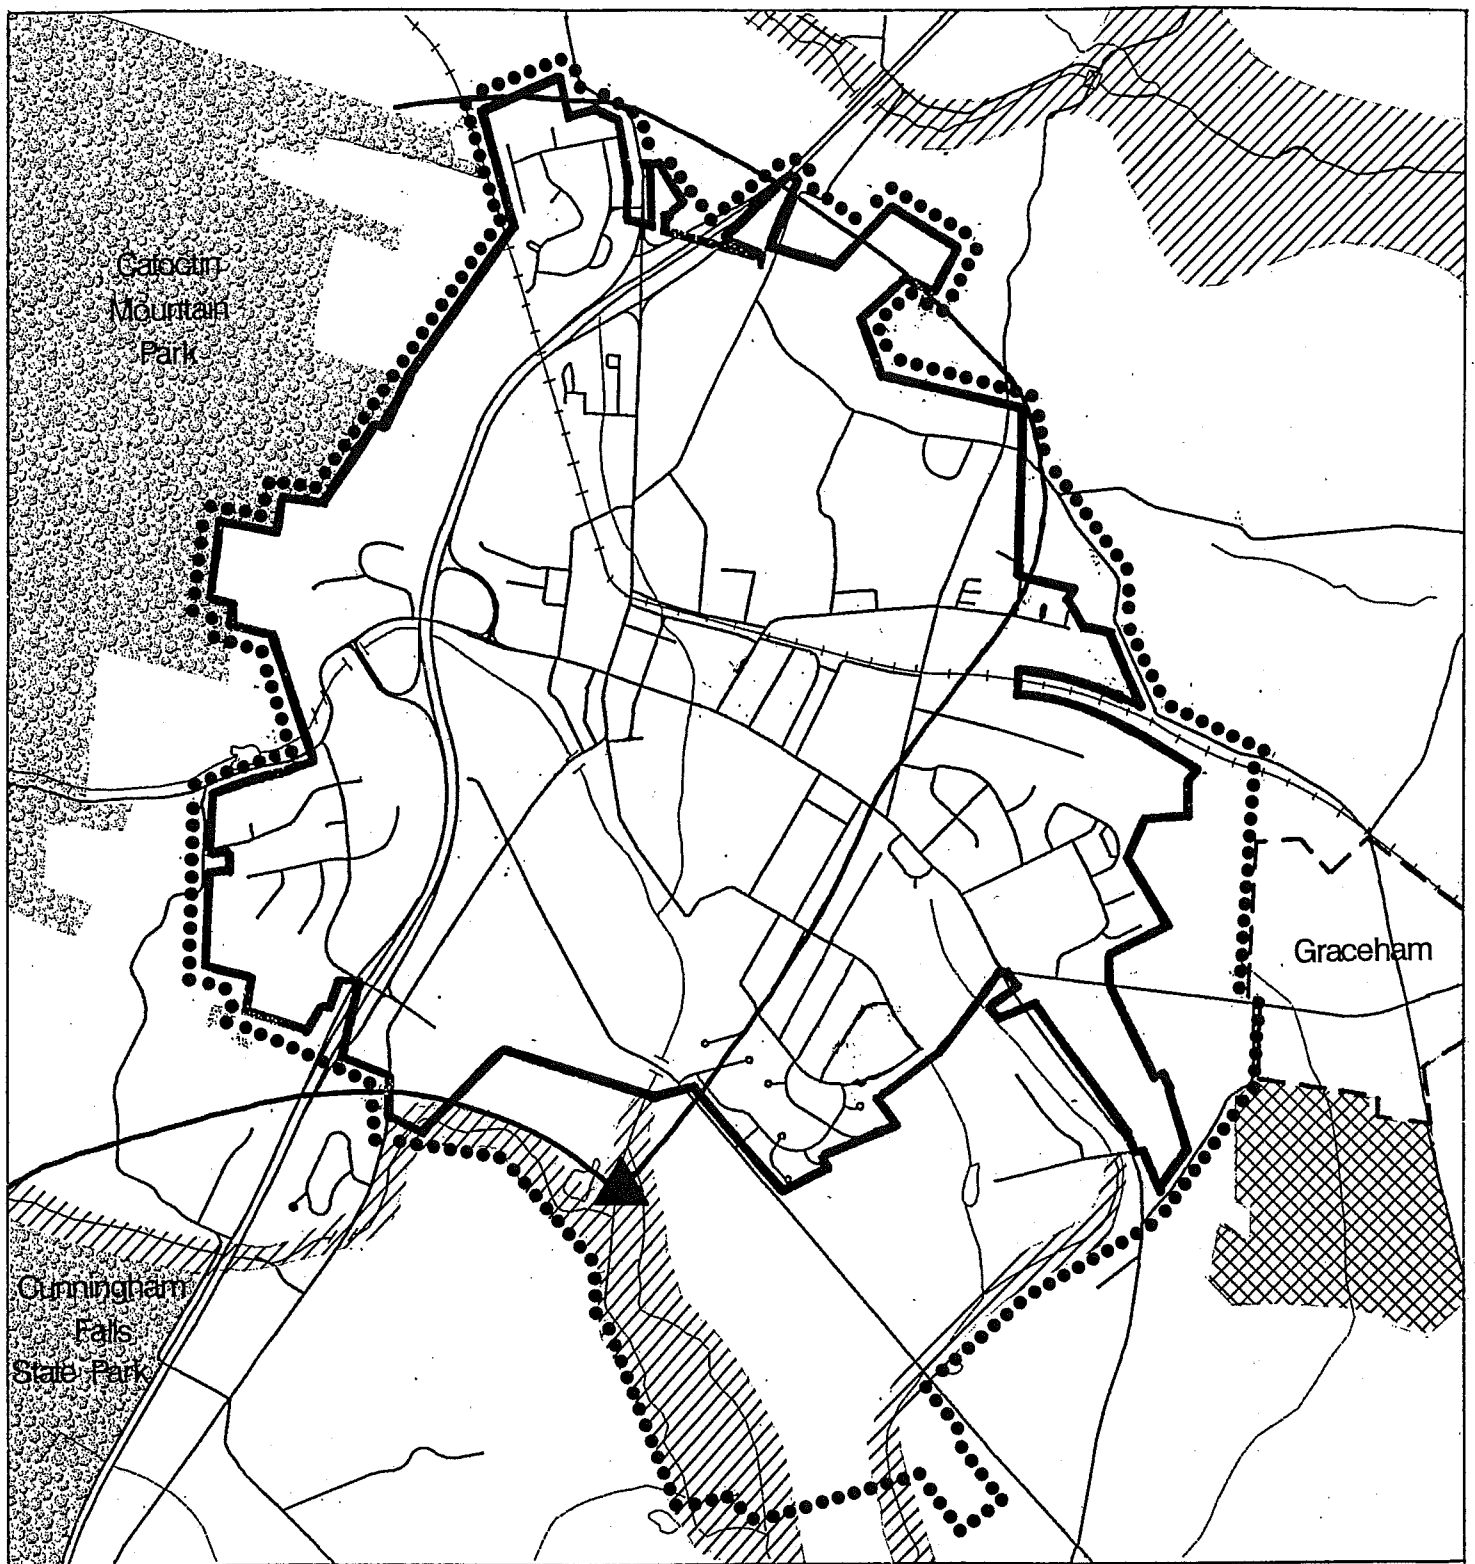 Catoctin
Mountain
Park
Graceham
Cunningham
Falls
State Park